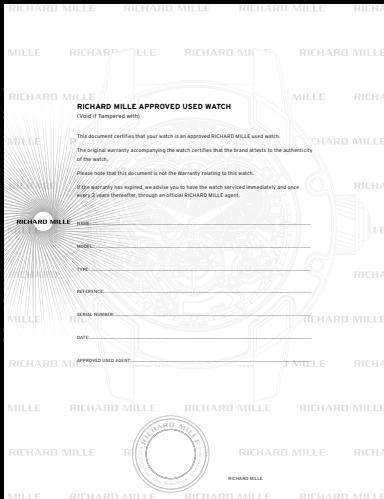 RICHARD MILLE APPROVED USED WATCH
(Void if Tampered with)
This document certifies that your watch is an approved RICHARD MILLE used watch.
The original warranty accompanying the watch certifies that the brand attests to the authenticity
of the watch.
Please note that this document is not the Warranty relating to this watch.
If the warranty has expired, we advise you to have the watch serviced immediately and once
every 3 years thereafter, through an official RICHARD MILLE agent.
RICHARD MILLE
NAME:
MODEL:
TYPE:
REFERENCE:
SERIAL NUMBER:
DATE:
APPROVED USED AGENT:
RICHARD MILLE
RICHARD MILLE